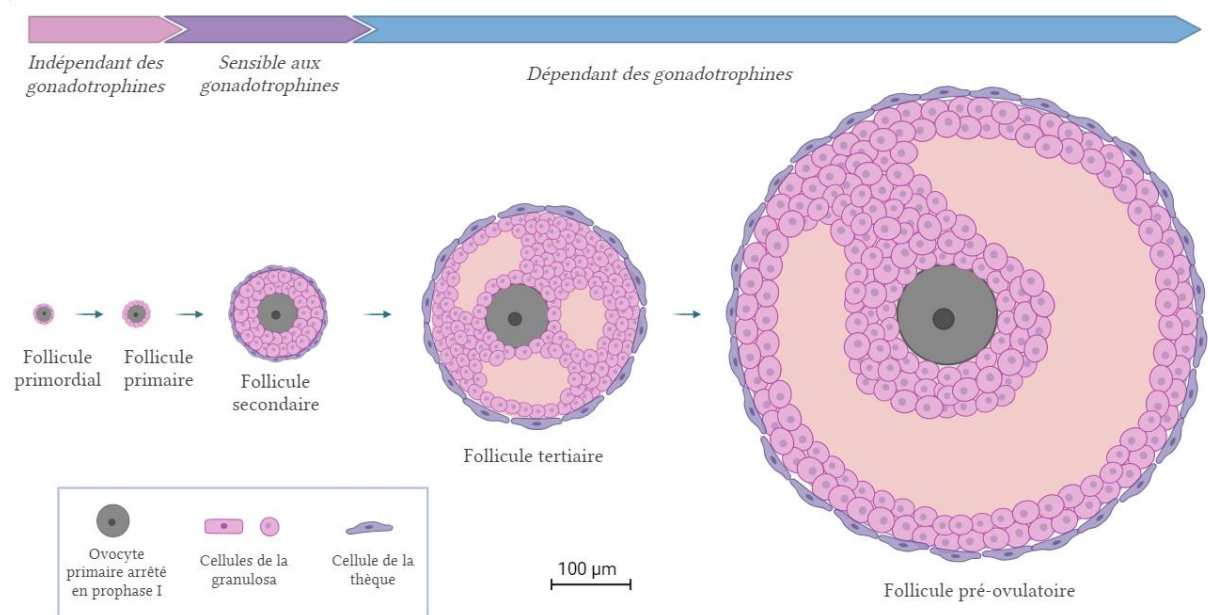 Indépendant des
gonadotrophines
Sensible aux
gonadotrophines
Dépendant des gonadotrophines
Follicule
primordial
Follicule
primaire
Follicule
secondaire
Follicule tertiaire
Follicule pré-ovulatoire
Ovocyte
primaire arrêté
en prophase I
Cellules de la
granulosa
Cellule de la
thèque
100 µm